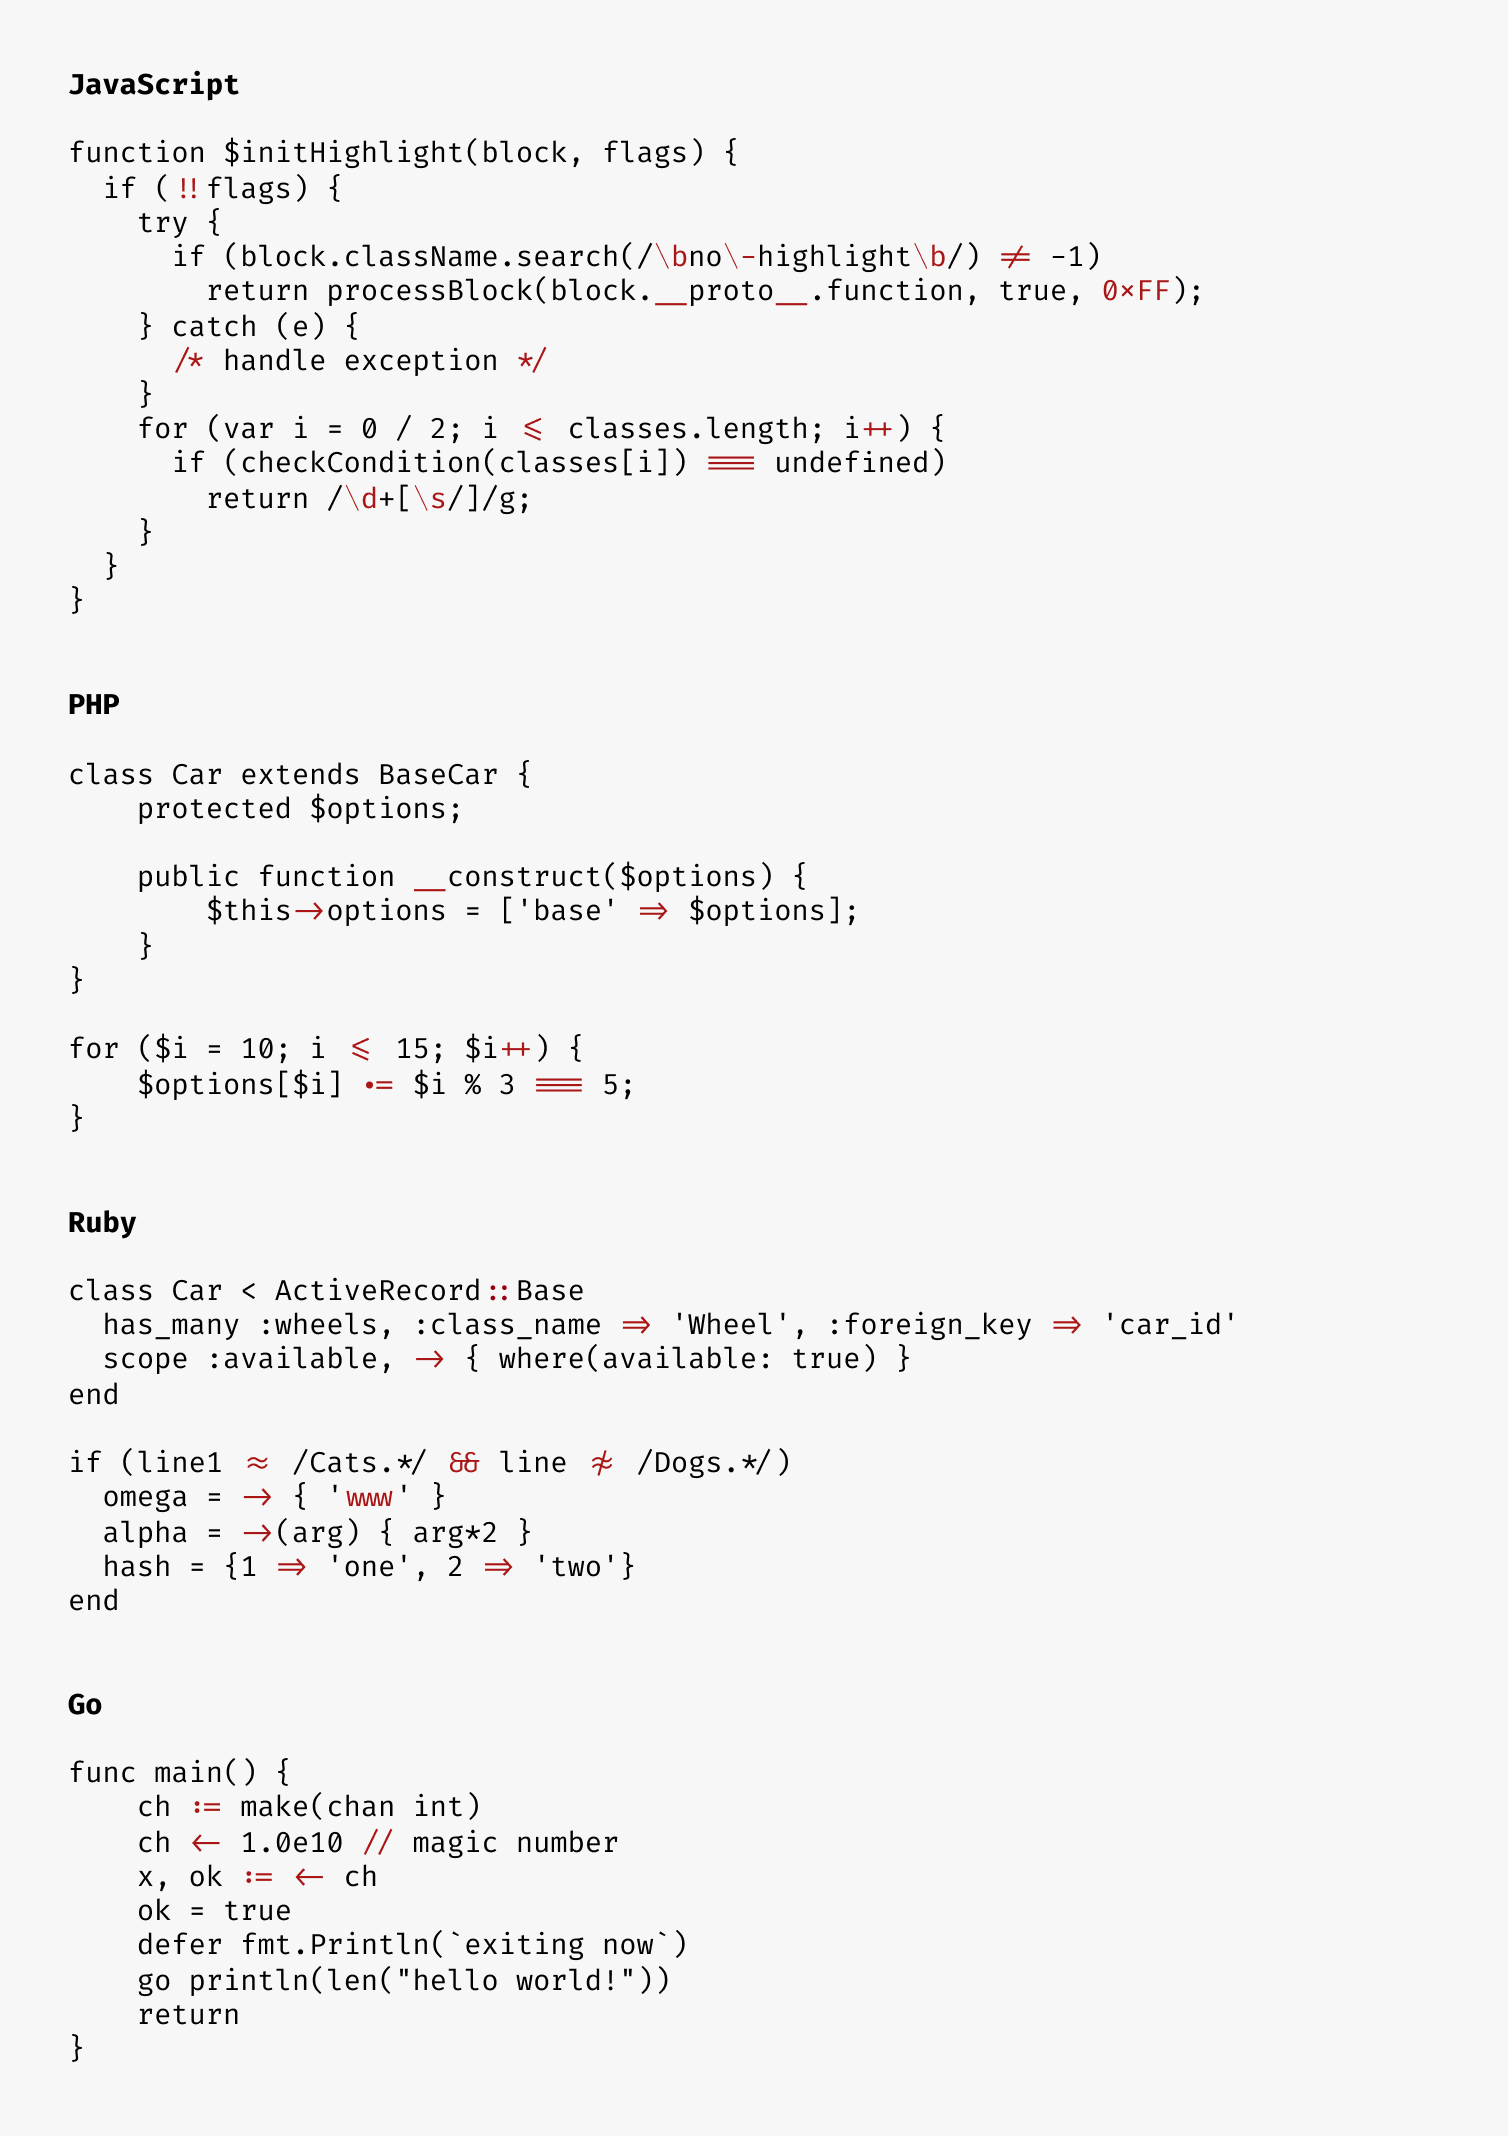 JavaScript
function $initHighlight(block, flags) {
  if (!!flags) {
    try {
      if (block.className.search(/\bno\-highlight\b/) != -1)
        return processBlock(block.__proto__.function, true, 0xFF);
    } catch (e) {
      /* handle exception */
    }
    for (var i = 0 / 2; i <= classes.length; i++) {
      if (checkCondition(classes[i]) === undefined)
        return /\d+[\s/]/g;
    }
  }
}
PHP
class Car extends BaseCar {
    protected $options;
    public function __construct($options) {
        $this->options = ['base' => $options];
    }
}
for ($i = 10; i <= 15; $i++) {
    $options[$i] .= $i % 3 === 5;
}
Ruby
class Car < ActiveRecord::Base
  has_many :wheels, :class_name => 'Wheel', :foreign_key => 'car_id'
  scope :available, -> { where(available: true) }
end
if (line1 =~ /Cats.*/ && line !~ /Dogs.*/)
  omega = -> { 'www' }
  alpha = ->(arg) { arg*2 }
  hash = {1 => 'one', 2 => 'two'}
end
Go
func main() {
    ch := make(chan int)
    ch <- 1.0e10 // magic number
    x, ok := <- ch
    ok = true
    defer fmt.Println(`exiting now`)
    go println(len("hello world!"))
    return
}